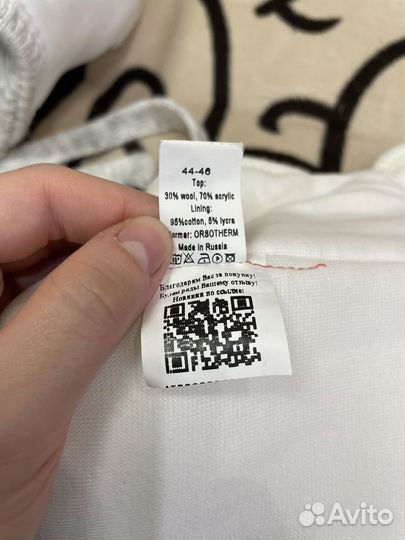 44-46
Top:
30% wool, 70% acrylic
Lining:
95%cotton, 5% lycra
armer: ORSOTHERM
Made in Russia
Благодарим Вас за покупку!
Будем рады Вашему отзыву!
Новинки по ссылке:
Avito